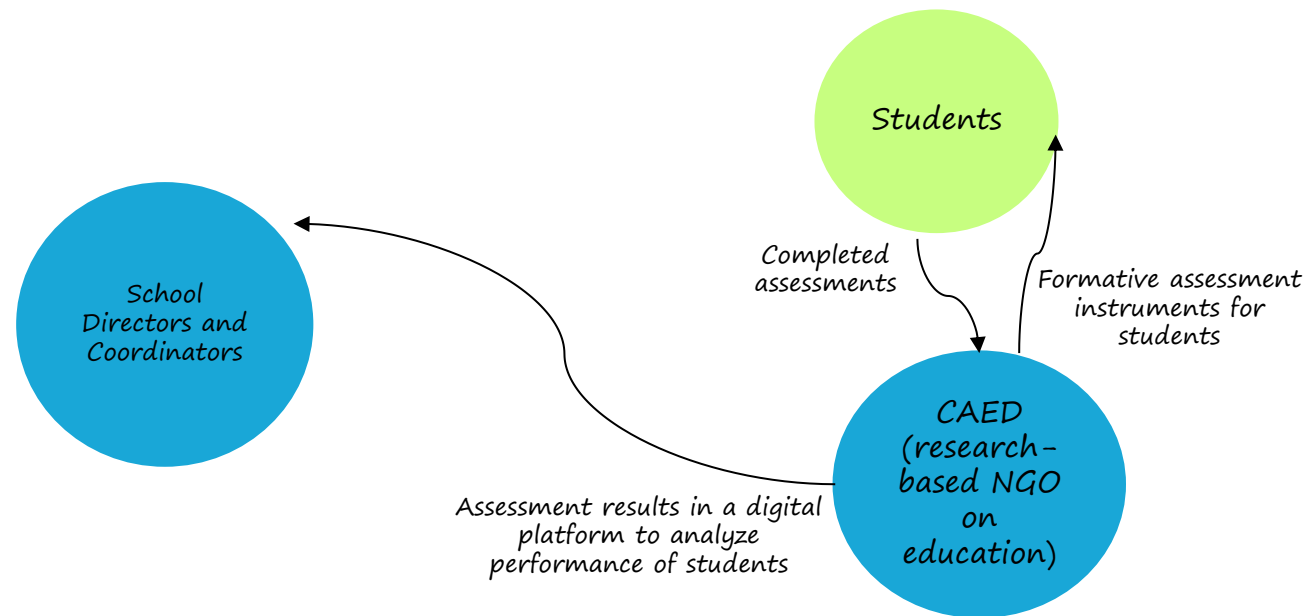 Students
Completed
assessments
Formative assessment
instruments for
students
School
Directors and
Coordinators
CAED
(research-
based NGO
on
education)
Assessment results in a digital
platform to analyze
performance of students